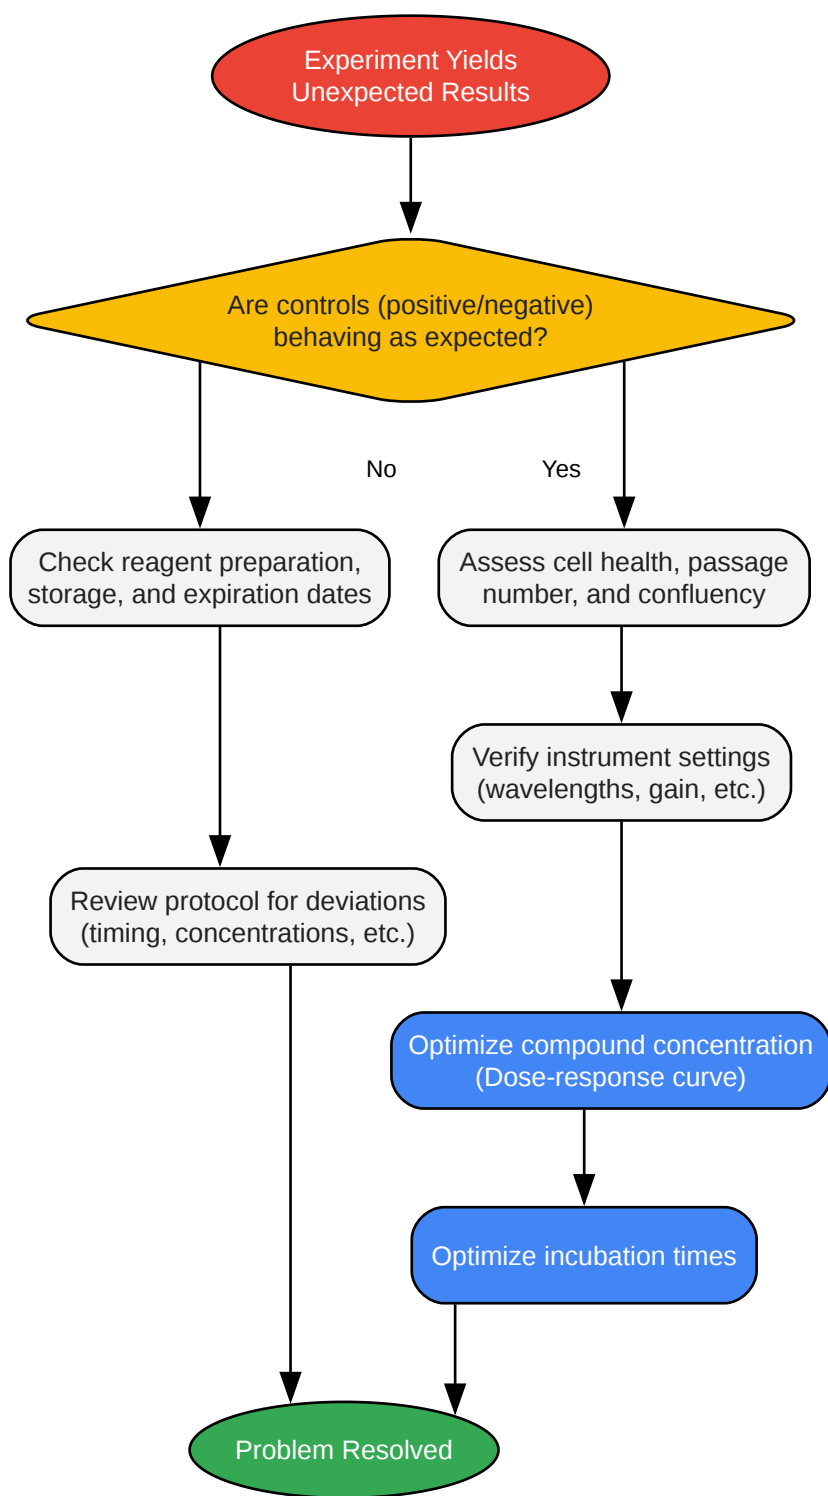 Experiment Yields
Unexpected Results
Are controls (positive/negative)
behaving as expected?
No
Yes
Check reagent preparation,
storage, and expiration dates
Assess cell health, passage
number, and confluency
Verify instrument settings
(wavelengths, gain, etc.)
Review protocol for deviations
(timing, concentrations, etc.)
Optimize compound concentration
(Dose-response curve)
Optimize incubation times
Problem Resolved